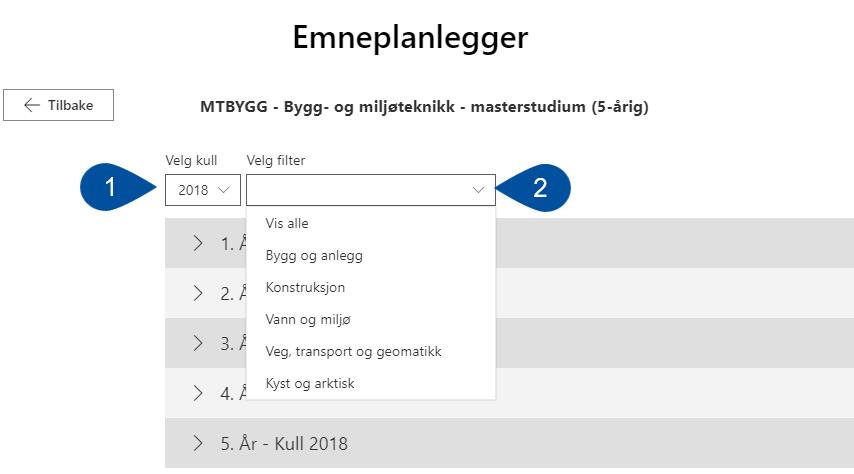 Emneplanlegger
Tilbake
MTBYGG - Bygg- og miljøteknikk - masterstudium (5-årig)
Velg kull Velg filter
1 2018 2
Vis alle
1. Å
Bygg og anlegg
Konstruksjon
2. Å
Vann og miljø
3. Å
Veg, transport og geomatikk
Kyst og arktisk
4. Å
5. År - Kull 2018